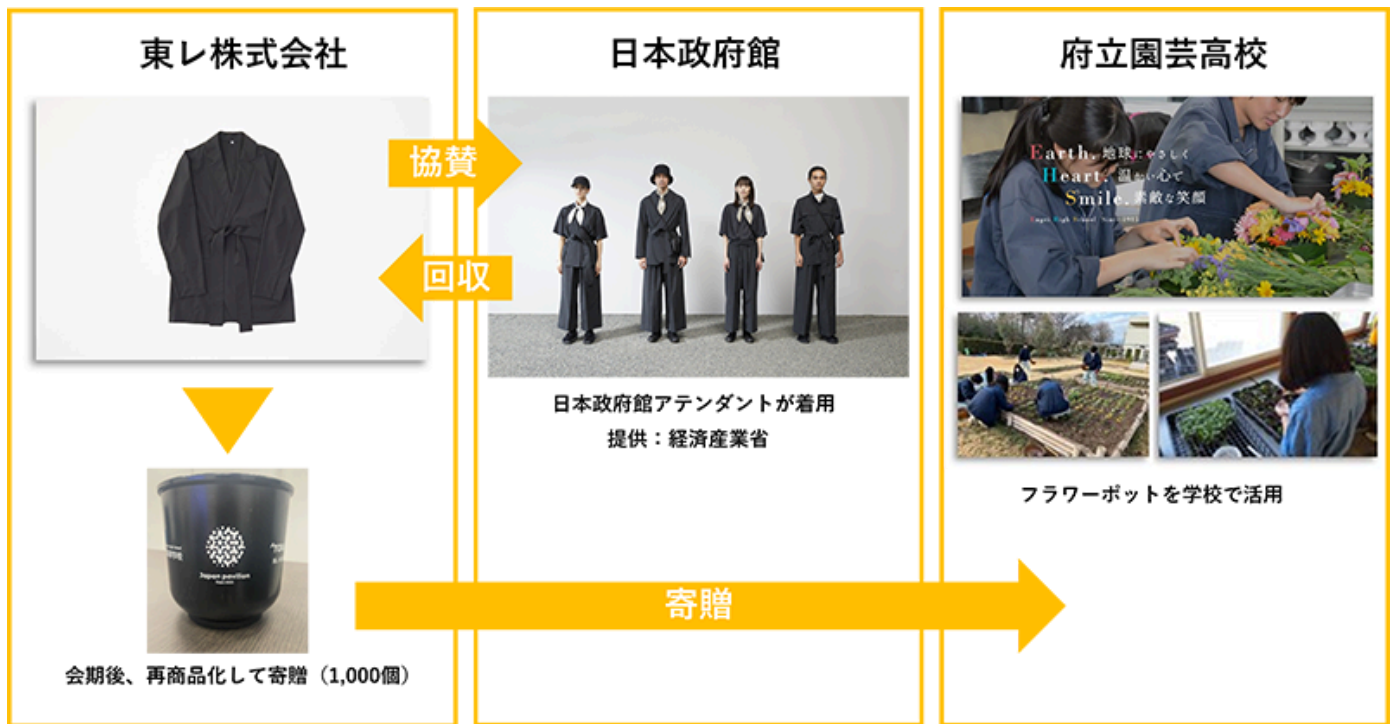 東レ株式会社
協賛
回収
Japan pavilion
会期後、再商品化して寄贈（1,000個）
日本政府館
日本政府館アテンダントが着用
提供：経済産業省
寄贈
府立園芸高校
Earth. 地球にやさしく
Heart. 温かい心で
Smile. 素敵な笑顔
フラワーポットを学校で活用